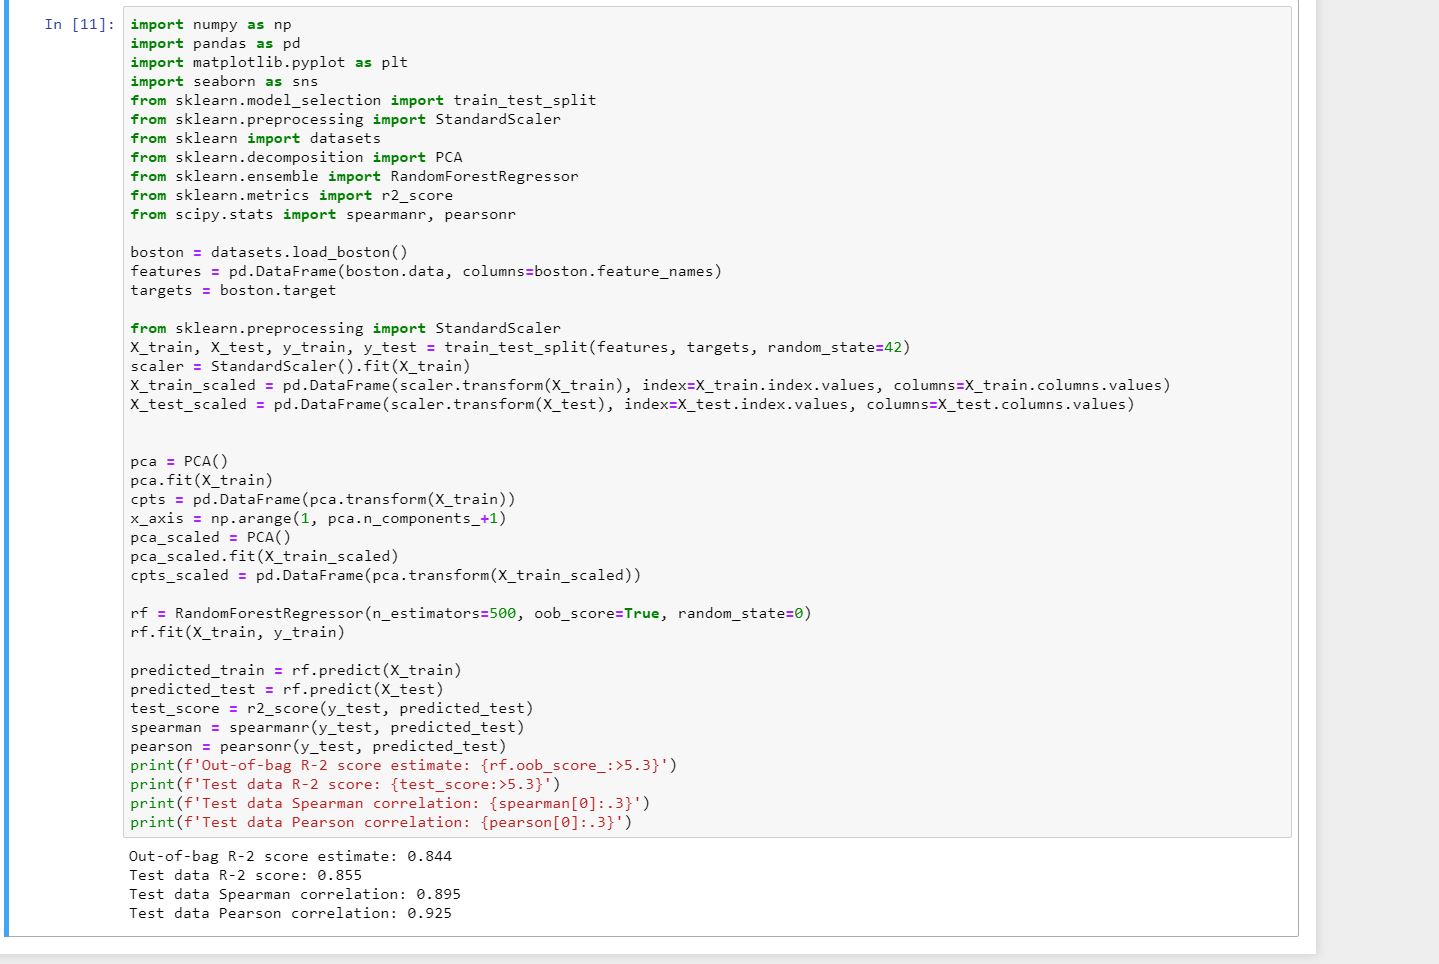 In [11]:
import numpy as np
import pandas as pd
import matplotlib.pyplot as plt
import seaborn as sns
from sklearn.model_selection import train_test_split
from sklearn.preprocessing import StandardScaler
from sklearn import datasets
from sklearn.decomposition import PCA
from sklearn.ensemble import RandomForestRegressor
from sklearn.metrics import r2_score
from scipy.stats import spearmanr, pearsonr
boston = datasets.load_boston()
features = pd.DataFrame(boston.data, columns=boston.feature_names)
targets = boston.target
from sklearn.preprocessing import StandardScaler
X_train, X_test, y_train, y_test = train_test_split(features, targets, random_state=42)
scaler = StandardScaler().fit(X_train)
X_train_scaled = pd.DataFrame(scaler.transform(X_train), index=X_train.index.values, columns=X_train.columns.values)
X_test_scaled = pd.DataFrame(scaler.transform(X_test), index=X_test.index.values, columns=X_test.columns.values)
pca = PCA()
pca.fit(X_train)
cpts = pd.DataFrame(pca.transform(X_train))
x_axis = np.arange(1, pca.n_components_+1)
pca_scaled = PCA()
pca_scaled.fit(X_train_scaled)
cpts_scaled = pd.DataFrame(pca.transform(X_train_scaled))
rf = RandomForestRegressor(n_estimators=500, oob_score=True, random_state=0)
rf.fit(X_train, y_train)
predicted_train = rf.predict(X_train)
predicted_test = rf.predict(X_test)
test_score = r2_score(y_test, predicted_test)
spearman = spearmanr(y_test, predicted_test)
pearson = pearsonr(y_test, predicted_test)
print(f'Out-of-bag R-2 score estimate: {rf.oob_score_:>5.3}')
print(f'Test data R-2 score: {test_score:>5.3}')
print(f'Test data Spearman correlation: {spearman[0]:.3}')
print(f'Test data Pearson correlation: {pearson[0]:.3}')
Out-of-bag R-2 score estimate: 0.844
Test data R-2 score: 0.855
Test data Spearman correlation: 0.895
Test data Pearson correlation: 0.925